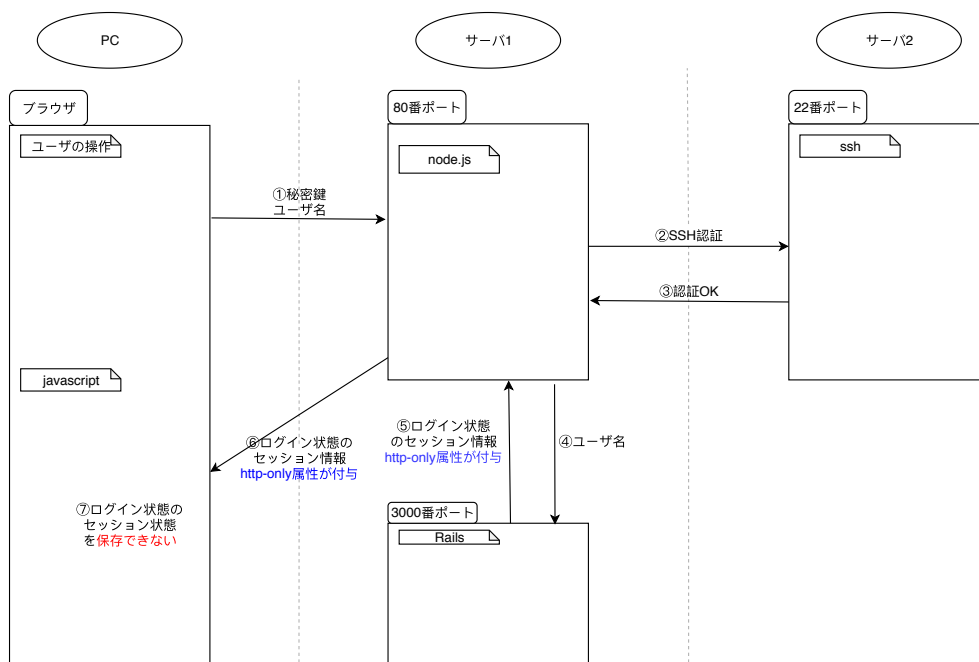 PC
サーバ1
サーバ2
ブラウザ
80番ポート
22番ポート
ユーザの操作
node.js
ssh
①秘密鍵
ユーザ名
②SSH認証
③認証OK
javascript
⑥ログイン状態の
セッション情報
http-only属性が付与
⑤ログイン状態
のセッション情報
http-only属性が付与
④ユーザ名
⑦ログイン状態の
セッション状態
を保存できない
3000番ポート
Rails